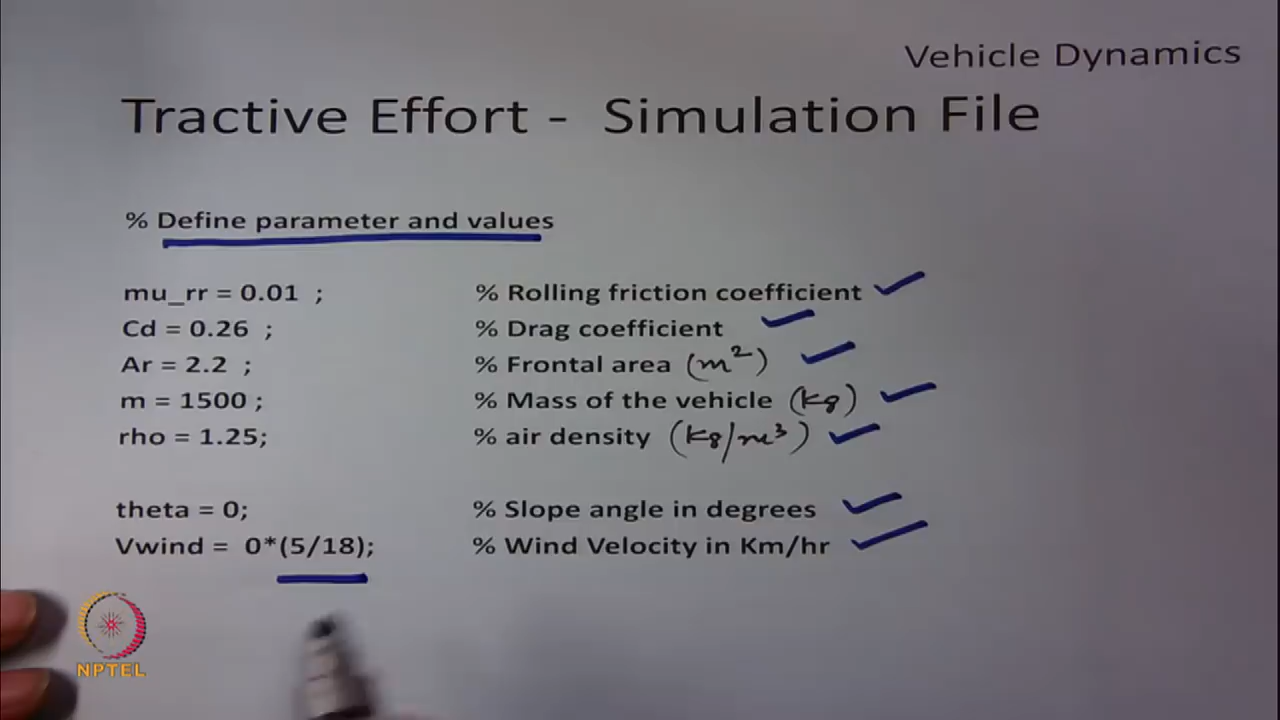 Vehicle Dynamics
Tractive Effort - Simulation File
% Define parameter and values
mu_rr = 0.01 ; % Rolling friction coefficient
Cd = 0.26 ; % Drag coefficient
Ar = 2.2 ; % Frontal area (m²)
m = 1500 ; % Mass of the vehicle (kg)
rho = 1.25; % air density (kg/m³)
theta = 0; % Slope angle in degrees
Vwind = 0*(5/18); % Wind Velocity in Km/hr
NPTEL